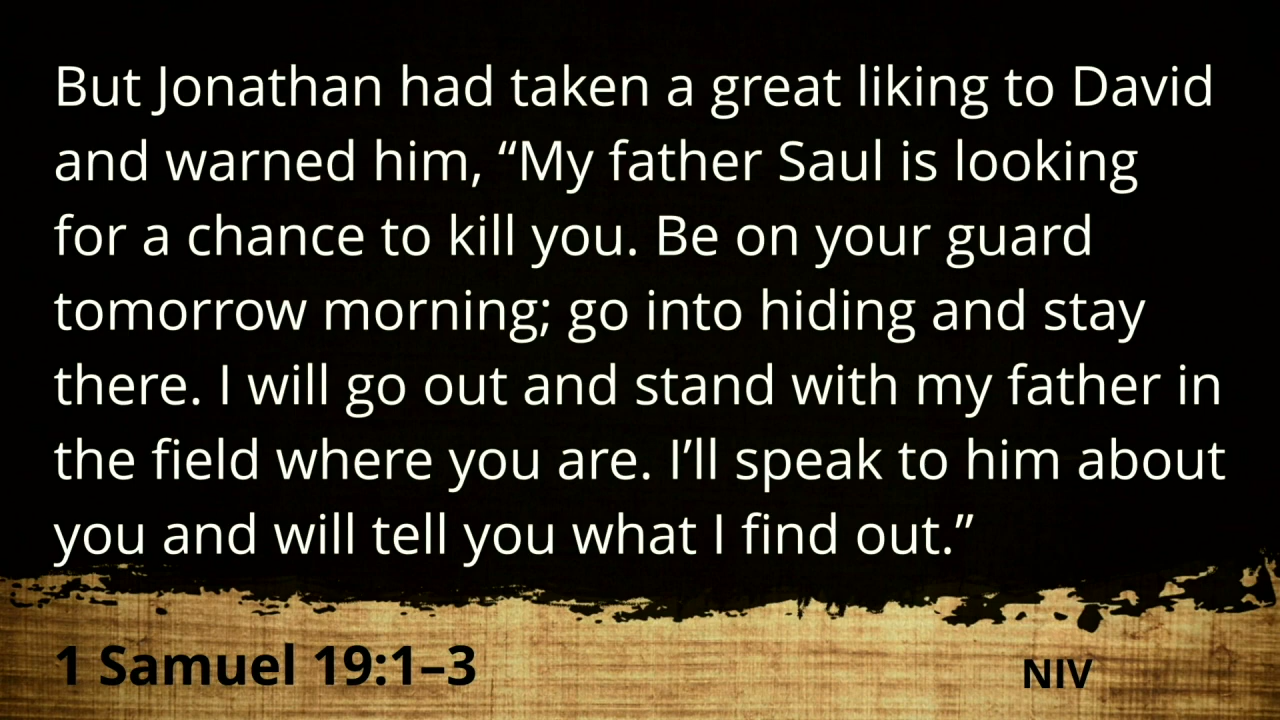 But Jonathan had taken a great liking to David
and warned him, “My father Saul is looking
for a chance to kill you. Be on your guard
tomorrow morning; go into hiding and stay
there. I will go out and stand with my father in
the field where you are. I’ll speak to him about
you and will tell you what I find out.”
1 Samuel 19:1–3
NIV